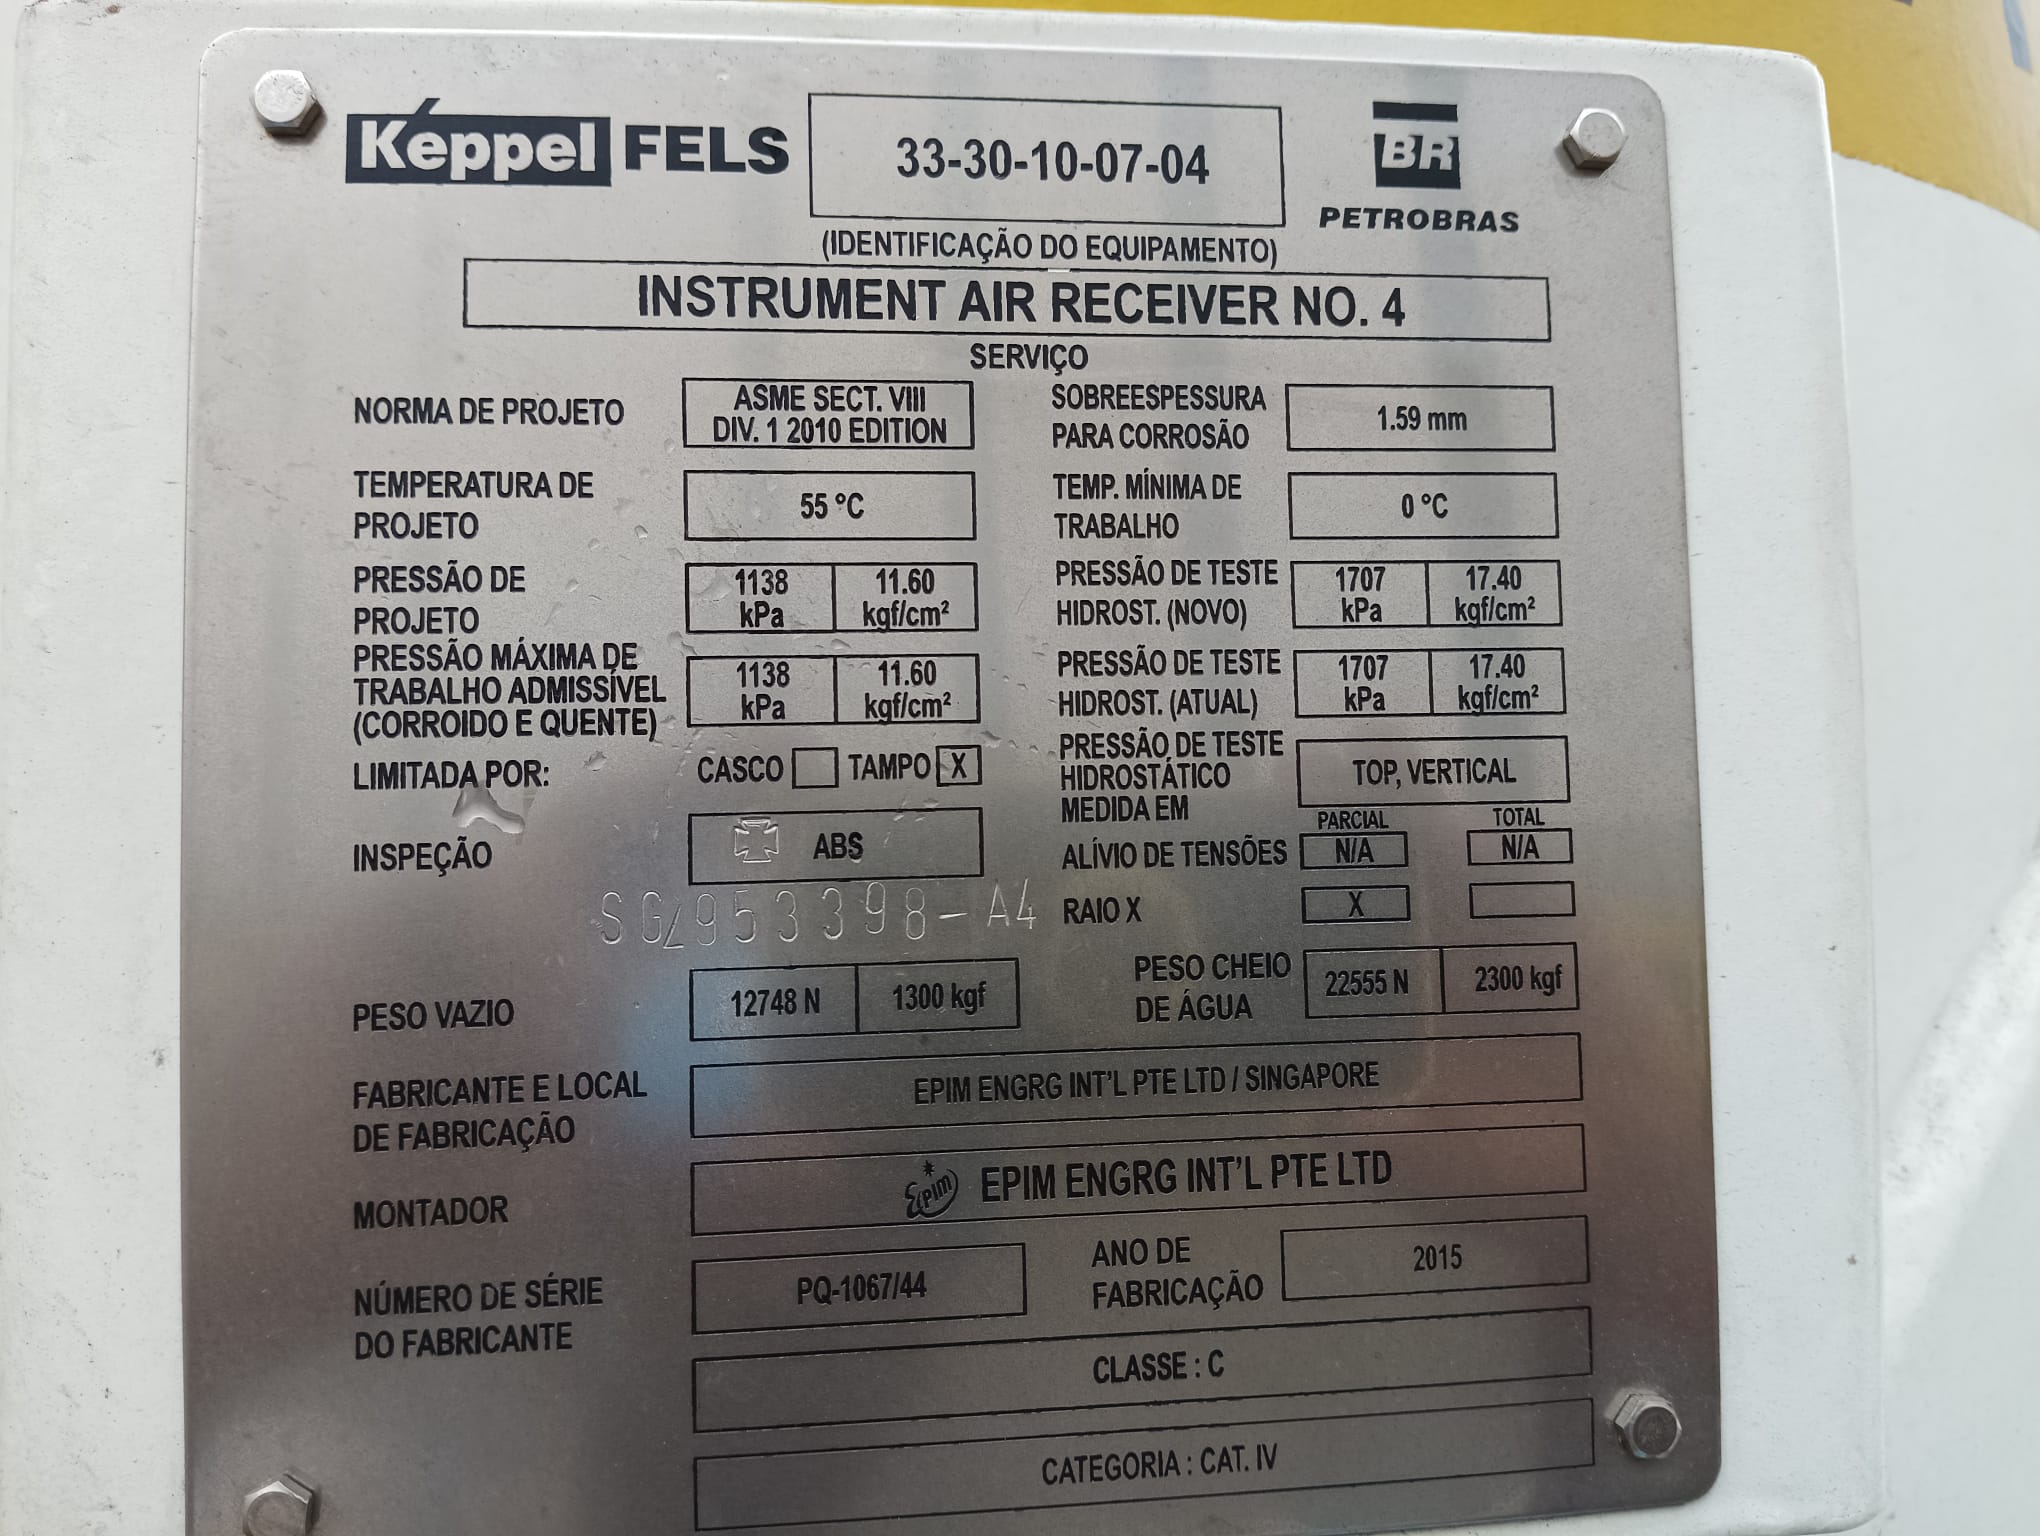 Keppel FELS
33-30-10-07-04
BR
PETROBRAS
(IDENTIFICAÇÃO DO EQUIPAMENTO)
INSTRUMENT AIR RECEIVER NO. 4
SERVIÇO
NORMA DE PROJETO
ASME SECT. VIII
DIV. 1 2010 EDITION
SOBREESPESSURA
PARA CORROSÃO
1.59 mm
TEMPERATURA DE
PROJETO
55 °C
TEMP. MÍNIMA DE
TRABALHO
0 °C
PRESSÃO DE
PROJETO
1138
kPa
11.60
kgf/cm²
PRESSÃO DE TESTE
HIDROST. (NOVO)
1707
kPa
17.40
kgf/cm²
PRESSÃO MÁXIMA DE
TRABALHO ADMISSÍVEL
(CORROIDO E QUENTE)
1138
kPa
11.60
kgf/cm²
PRESSÃO DE TESTE
HIDROST. (ATUAL)
1707
kPa
17.40
kgf/cm²
LIMITADA POR:
CASCO TAMPO X
PRESSÃO DE TESTE
HIDROSTÁTICO
MEDIDA EM
TOP, VERTICAL
INSPEÇÃO
ABS
PARCIAL TOTAL
ALÍVIO DE TENSÕES N/A N/A
SG/953398-A4
RAIO X X
PESO VAZIO
12748 N 1300 kgf
PESO CHEIO
DE ÁGUA
22555 N 2300 kgf
FABRICANTE E LOCAL
DE FABRICAÇÃO
EPIM ENGRG INT'L PTE LTD / SINGAPORE
MONTADOR
EPIM EPIM ENGRG INT'L PTE LTD
NÚMERO DE SÉRIE
DO FABRICANTE
PQ-1067/44
ANO DE
FABRICAÇÃO
2015
CLASSE : C
CATEGORIA : CAT. IV